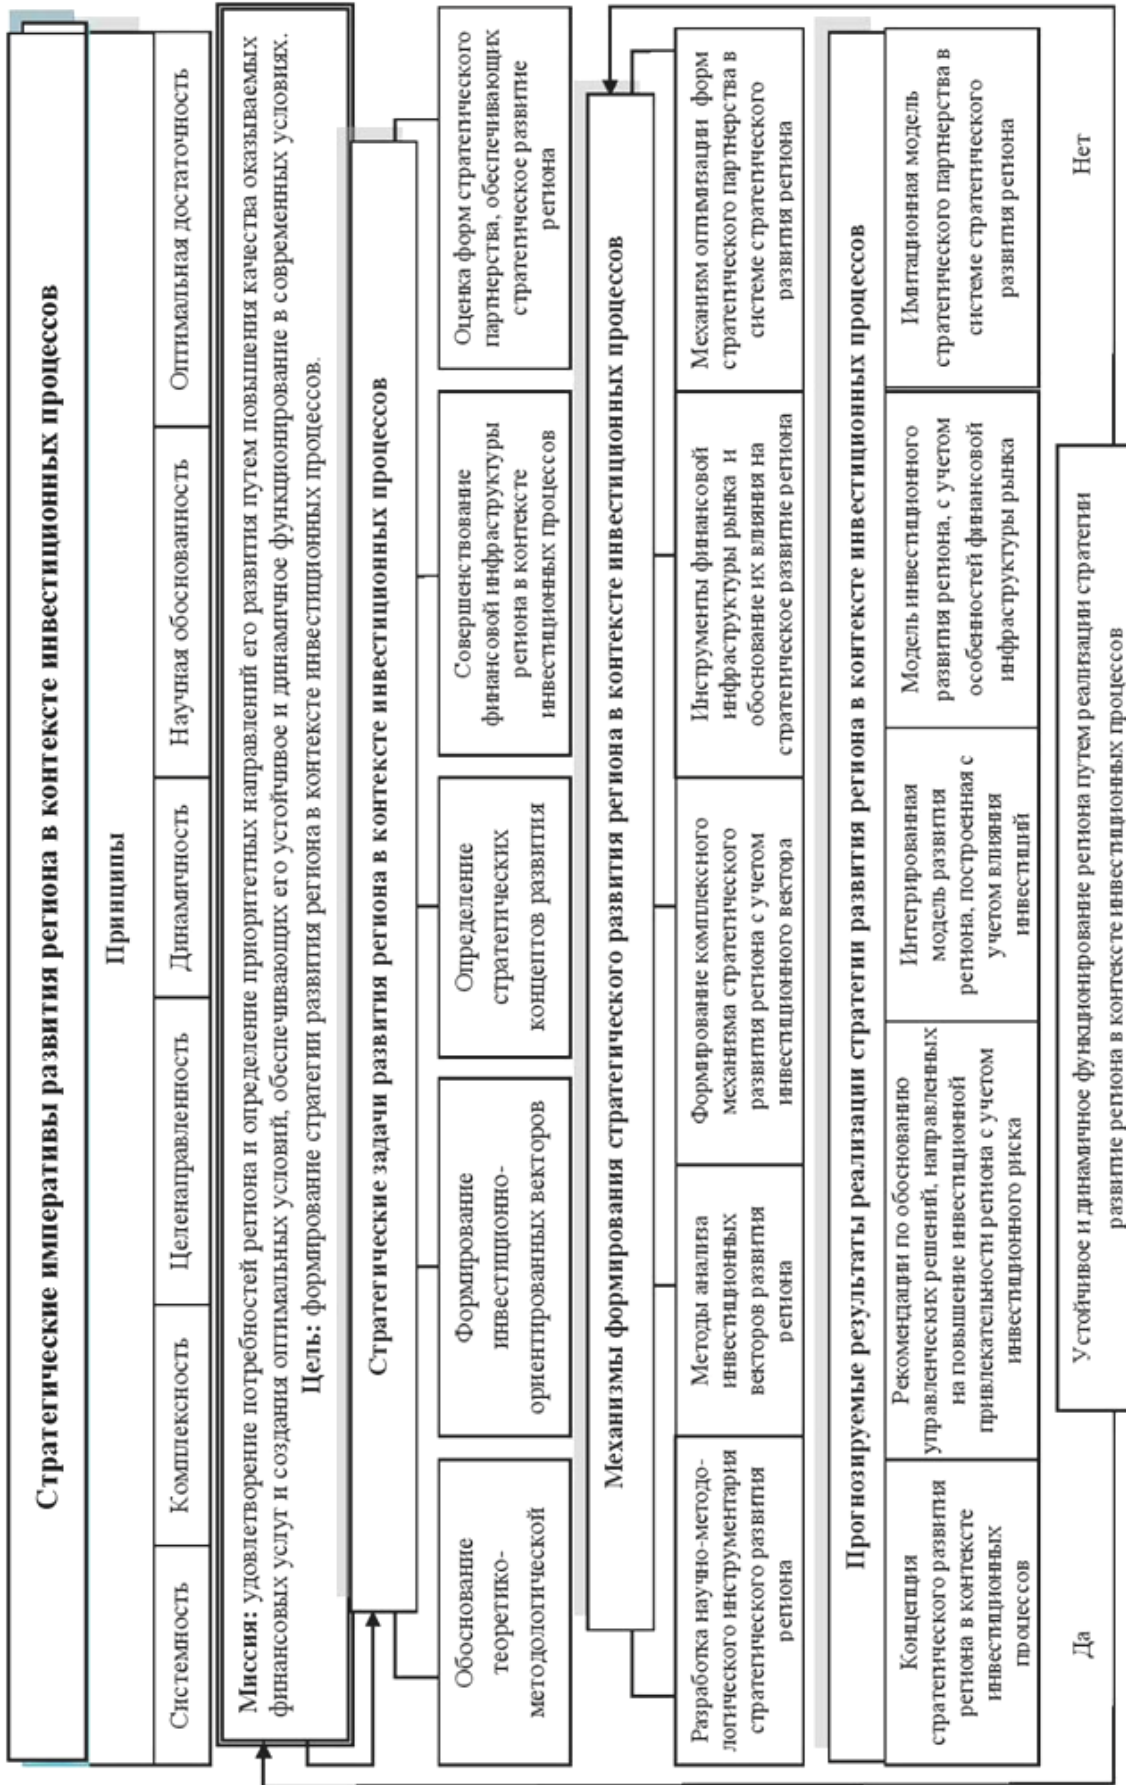 Стратегические императивы развития региона в контексте инвестиционных процессов
Принципы
Системность
Комплексность
Целенаправленность
Динамичность
Научная обоснованность
Оптимальная достаточность
Миссия: удовлетворение потребностей региона и определение приоритетных направлений его развития путем повышения качества оказываемых
финансовых услуг и создания оптимальных условий, обеспечивающих его устойчивое и динамичное функционирование в современных условиях.
Цель: формирование стратегии развития региона в контексте инвестиционных процессов.
Стратегические задачи развития региона в контексте инвестиционных процессов
Обоснование
теоретико-
методологической
Формирование
инвестиционно-
ориентированных векторов
Определение
стратегических
концептов развития
Совершенствование
финансовой инфраструктуры
региона в контексте
инвестиционных процессов
Оценка форм стратегического
партнерства, обеспечивающих
стратегическое развитие
региона
Механизмы формирования стратегического развития региона в контексте инвестиционных процессов
Разработка научно-методо-
логического инструментария
стратегического развития
региона
Методы анализа
инвестиционных
векторов развития
региона
Формирование комплексного
механизма стратегического
развития региона с учетом
инвестиционного вектора
Инструменты финансовой
инфраструктуры рынка и
обоснование их влияния на
стратегическое развитие региона
Механизм оптимизации форм
стратегического партнерства в
системе стратегического
развития региона
Прогнозируемые результаты реализации стратегии развития региона в контексте инвестиционных процессов
Концепция
стратегического развития
региона в контексте
инвестиционных
процессов
Рекомендации по обоснованию
управленческих решений, направленных
на повышение инвестиционной
привлекательности региона с учетом
инвестиционного риска
Интегрированная
модель развития
региона, построенная с
учетом влияния
инвестиций
Модель инвестиционного
развития региона, с учетом
особенностей финансовой
инфраструктуры рынка
Имитационная модель
стратегического партнерства в
системе стратегического
развития региона
Да
Устойчивое и динамичное функционирование региона путем реализации стратегии
развитие региона в контексте инвестиционных процессов
Нет